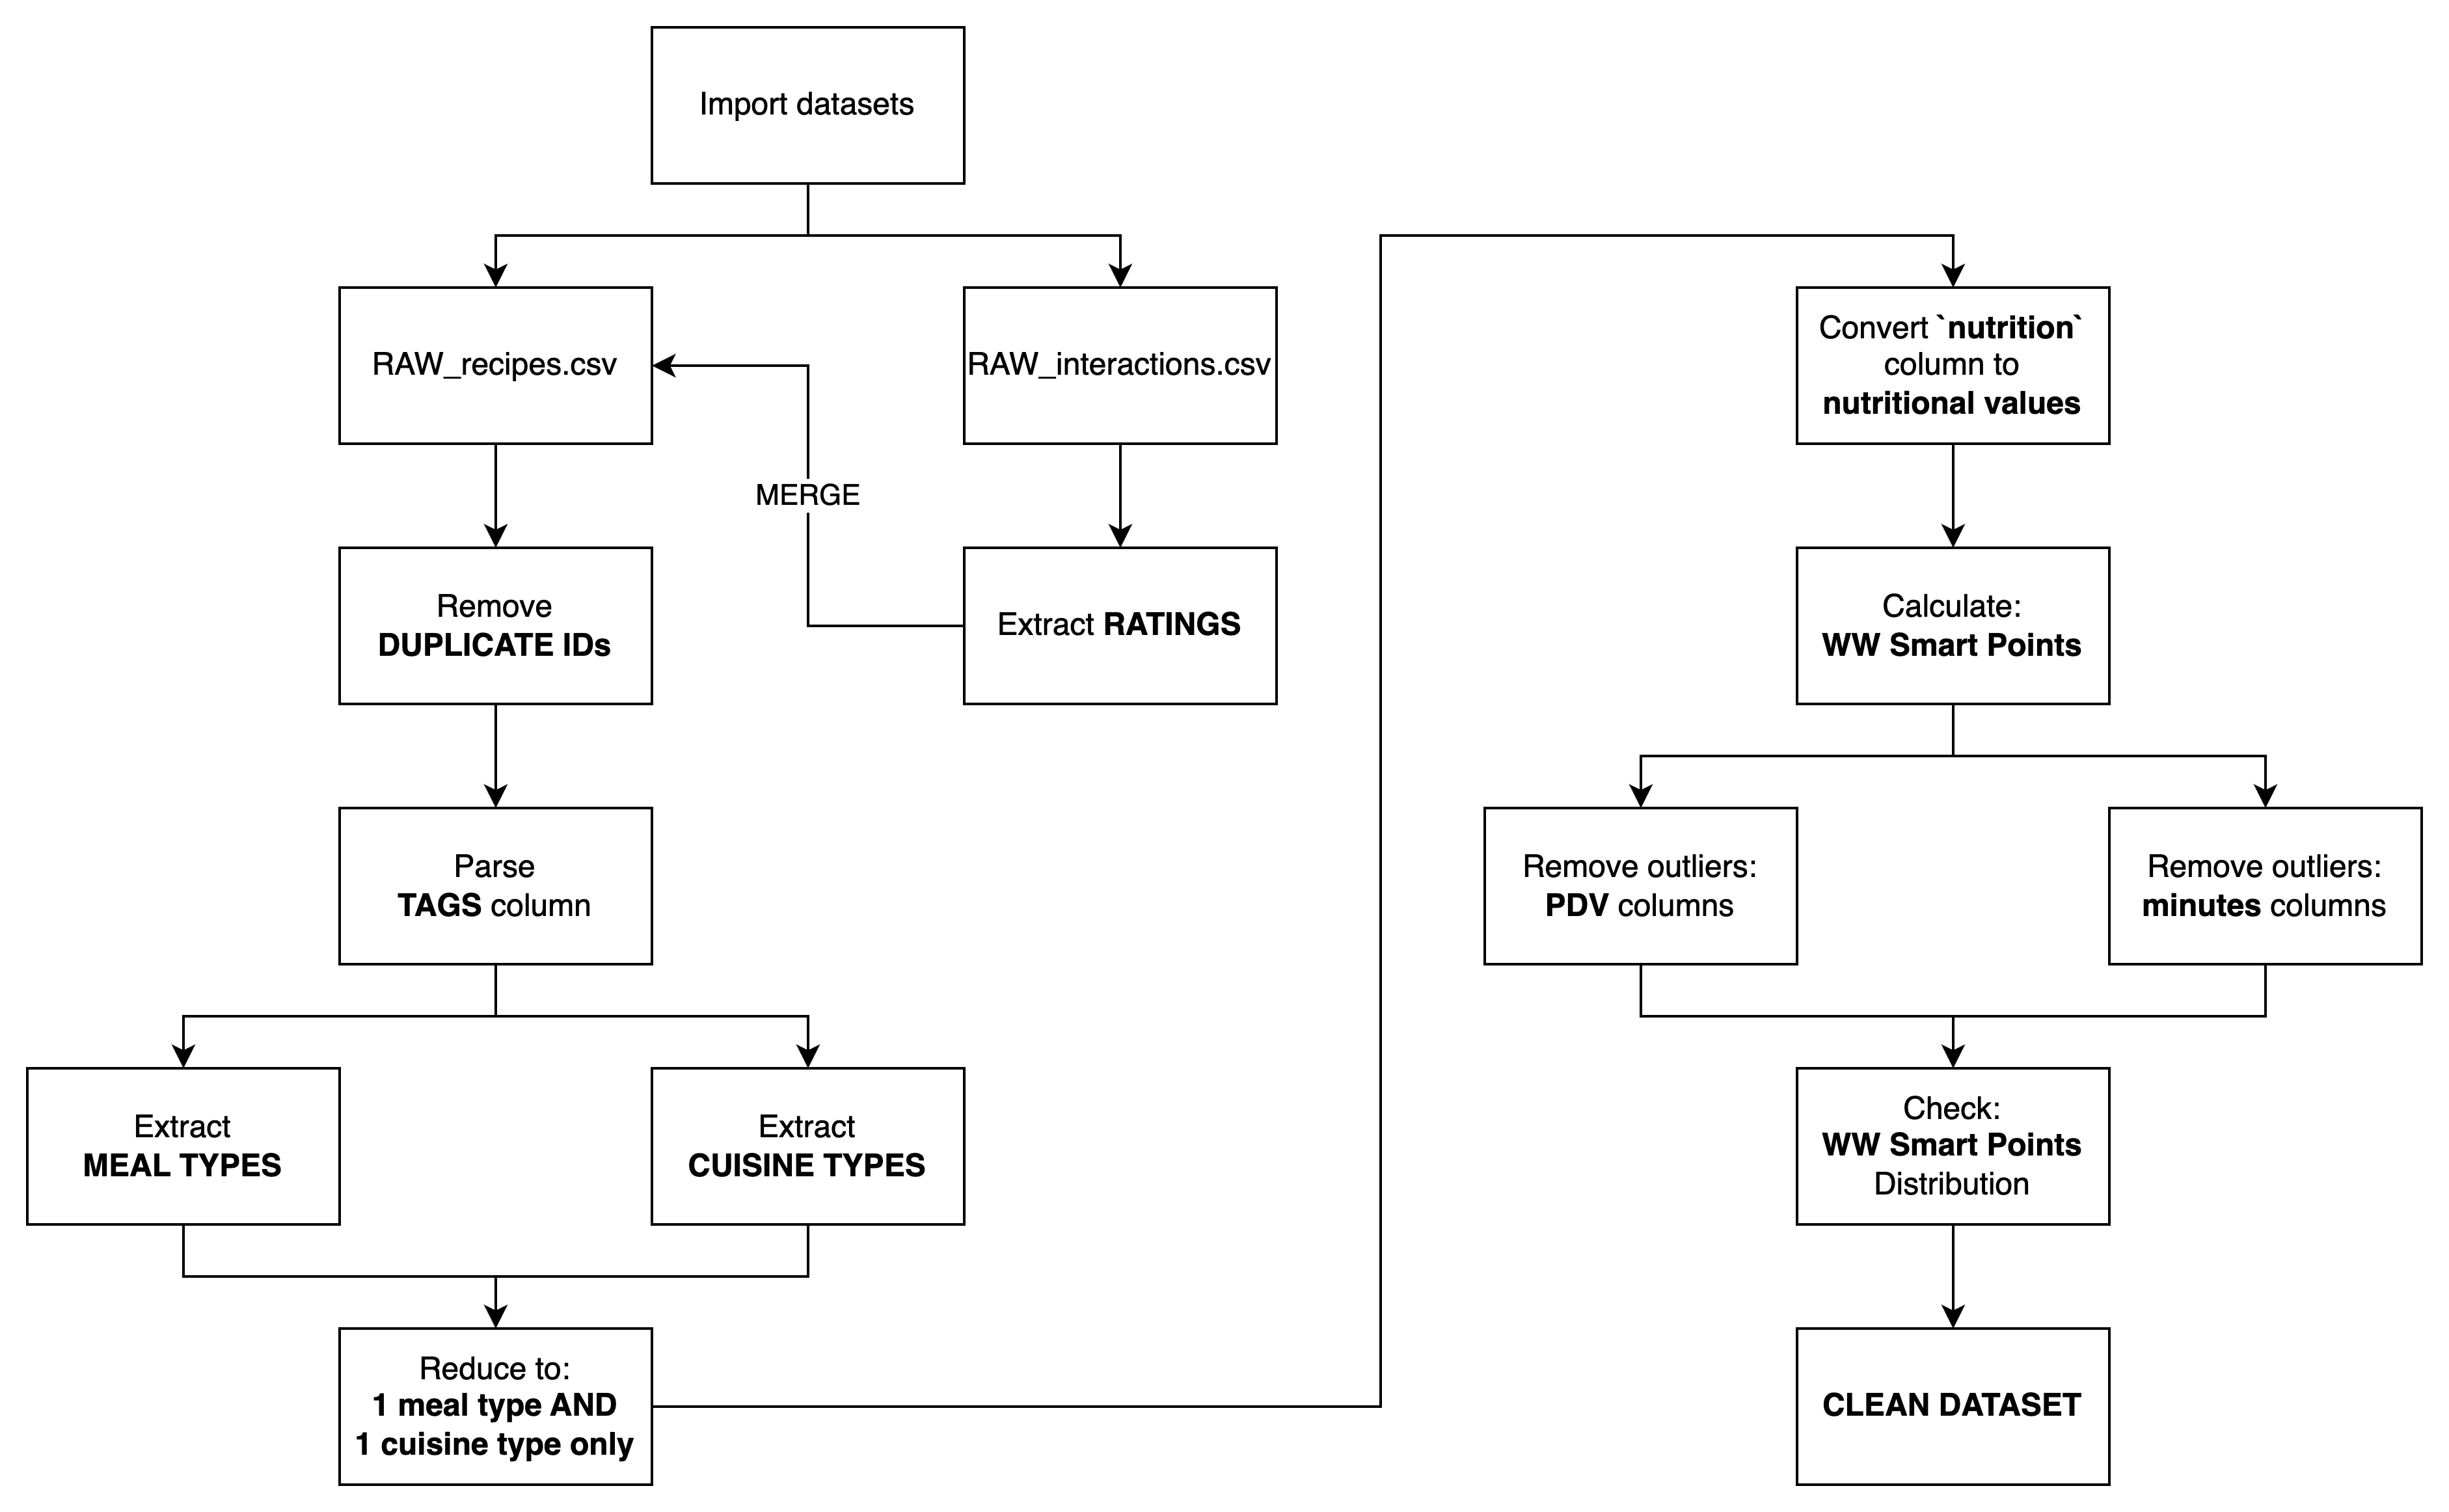 Import datasets
RAW_recipes.csv
RAW_interactions.csv
MERGE
Remove
DUPLICATE IDs
Extract RATINGS
Parse
TAGS column
Extract
MEAL TYPES
Extract
CUISINE TYPES
Reduce to:
1 meal type AND
1 cuisine type only
Convert `nutrition`
column to
nutritional values
Calculate:
WW Smart Points
Remove outliers:
PDV columns
Remove outliers:
minutes columns
Check:
WW Smart Points
Distribution
CLEAN DATASET